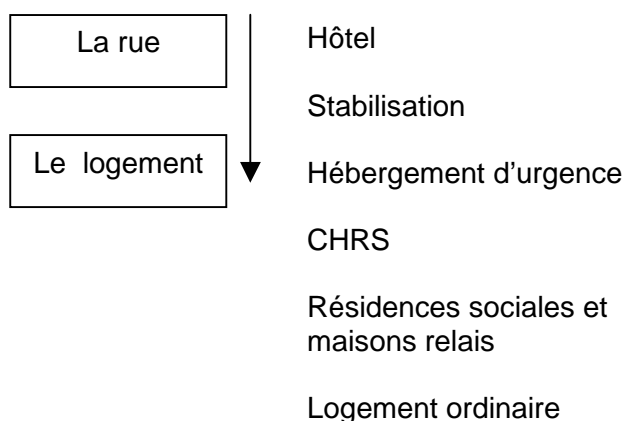 La rue
Le logement
Hôtel
Stabilisation
Hébergement d'urgence
CHRS
Résidences sociales et
maisons relais
Logement ordinaire